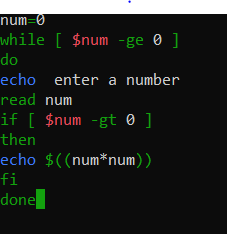 num=0
while [ $num -ge 0 ]
do
echo  enter a number
read num
if [ $num -gt 0 ]
then
echo $((num*num))
fi
done